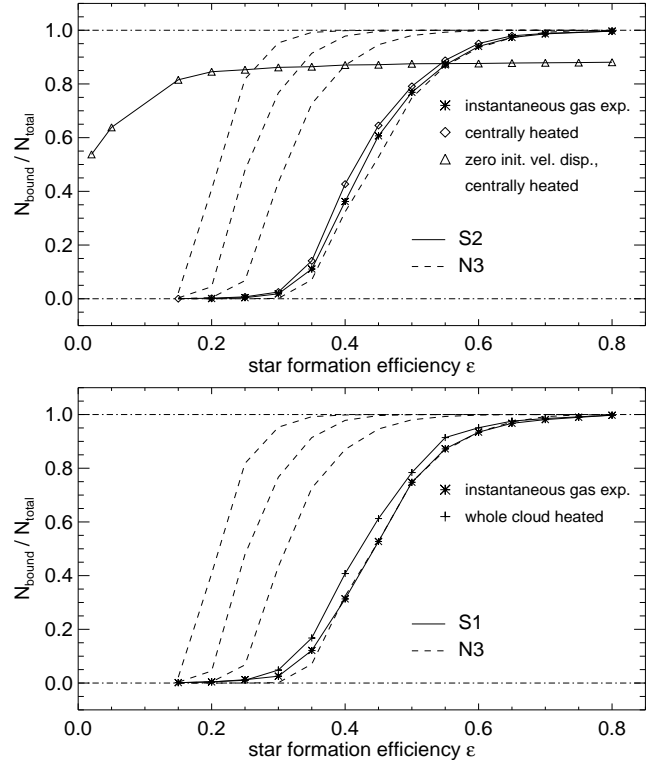 1.0
0.8
0.6
0.4
0.2
0.0
N_bound / N_total
instantaneous gas exp.
centrally heated
zero init. vel. disp.,
centrally heated
S2
N3
0.0 0.2 0.4 0.6 0.8
star formation efficiency ε
1.0
0.8
0.6
0.4
0.2
0.0
N_bound / N_total
instantaneous gas exp.
whole cloud heated
S1
N3
0.0 0.2 0.4 0.6 0.8
star formation efficiency ε